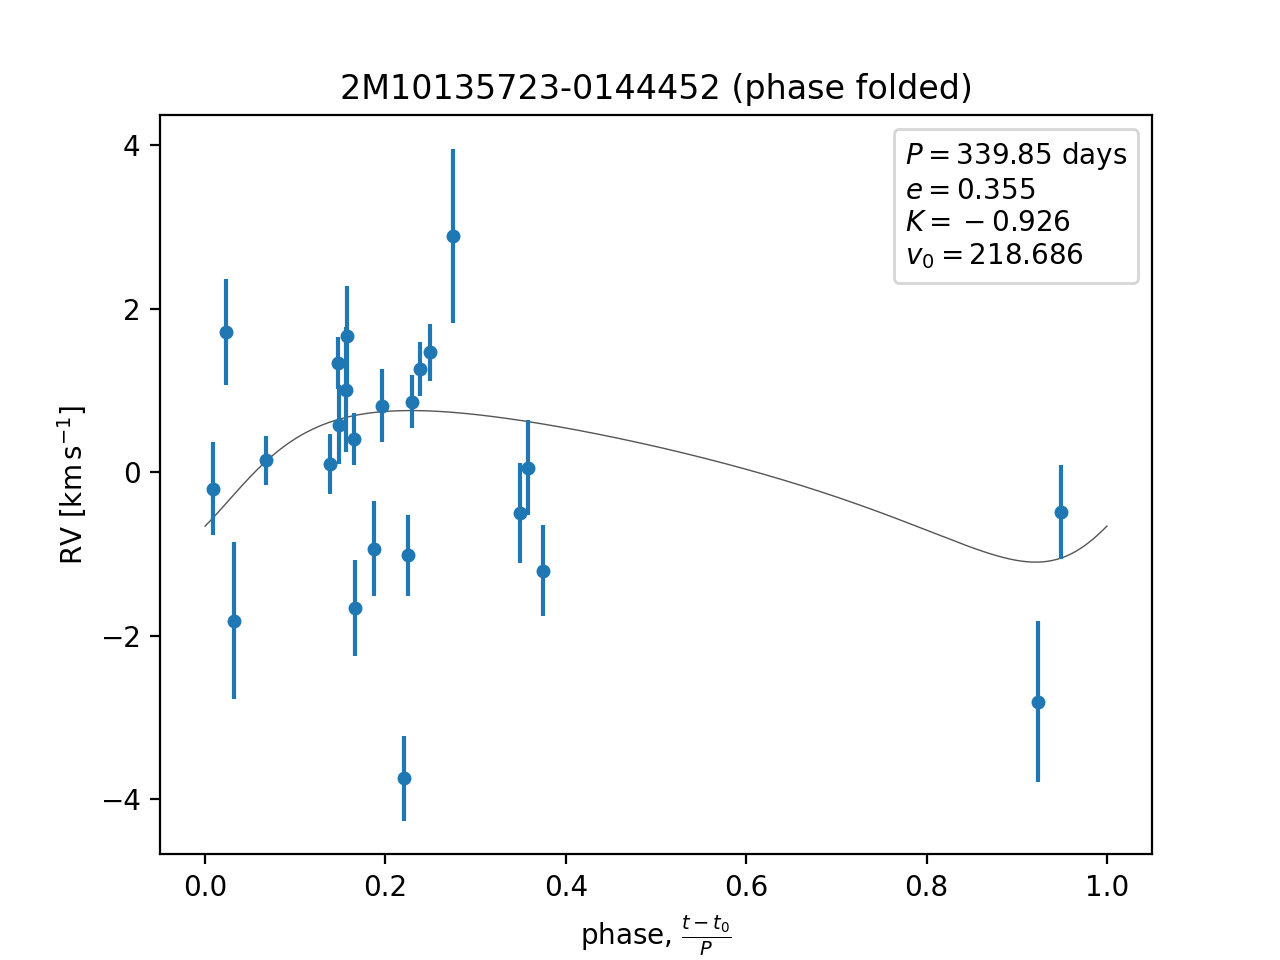 2M10135723-0144452 (phase folded)
P = 339.85 days
e = 0.355
K = −0.926
v₀ = 218.686
4
2
0
−2
−4
RV [km s⁻¹]
0.0 0.2 0.4 0.6 0.8 1.0
phase, (t − t₀)/P